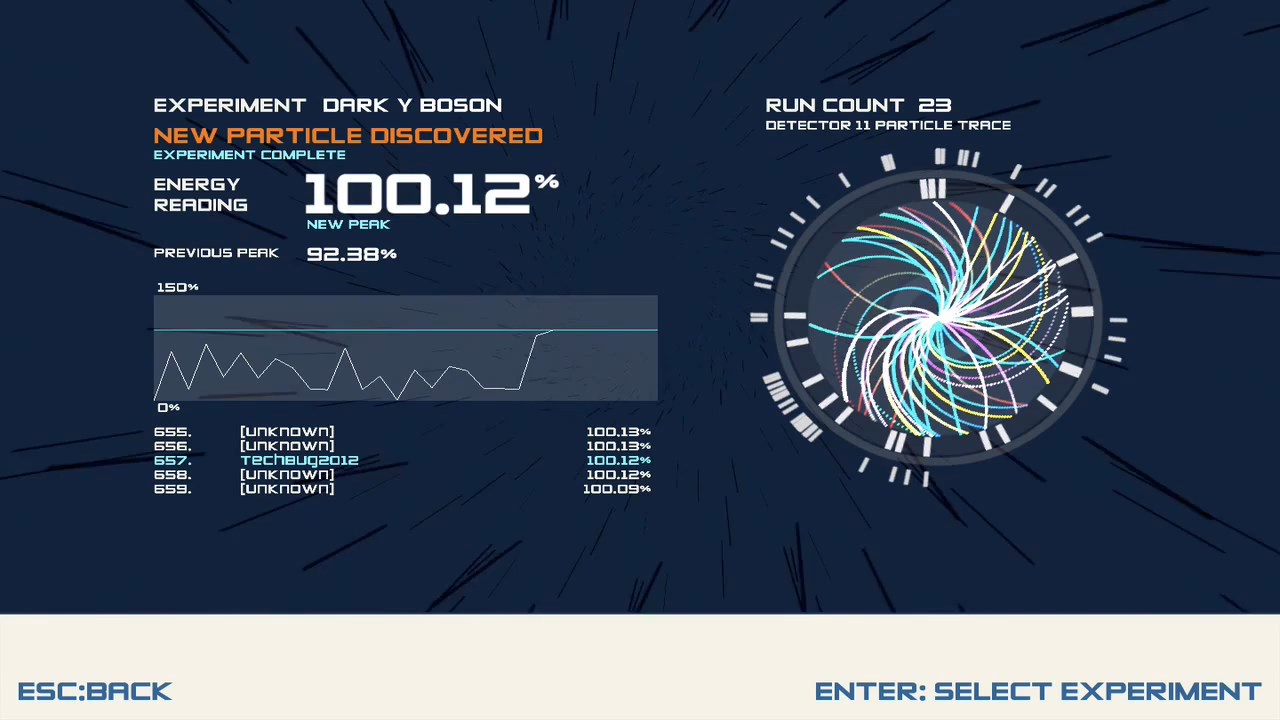 EXPERIMENT DARK Y BOSON
NEW PARTICLE DISCOVERED
EXPERIMENT COMPLETE
ENERGY READING 100.12%
NEW PEAK
PREVIOUS PEAK 92.38%
150%
0%
655. [UNKNOWN] 100.13%
656. [UNKNOWN] 100.13%
657. TechBug2012 100.12%
658. [UNKNOWN] 100.12%
659. [UNKNOWN] 100.09%
RUN COUNT 23
DETECTOR 11 PARTICLE TRACE
ESC:BACK
ENTER: SELECT EXPERIMENT